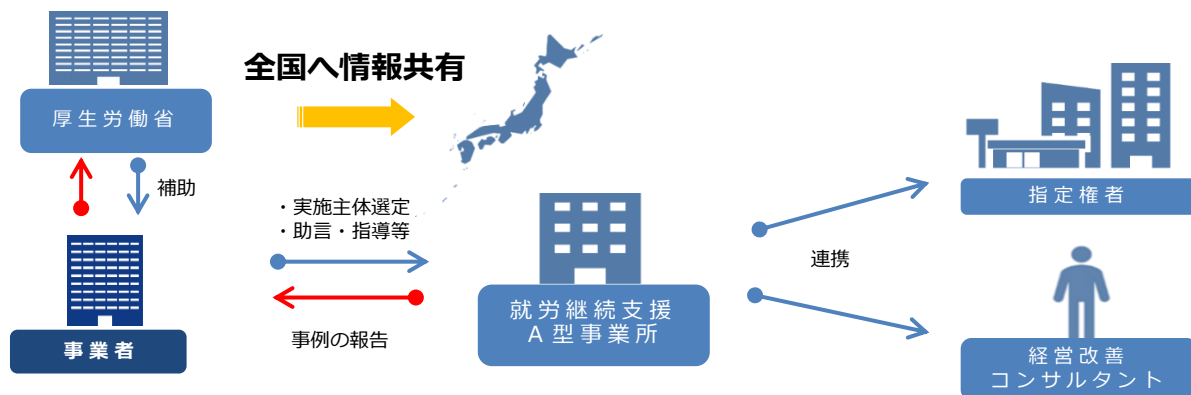 全国へ情報共有
厚生労働省
補助
・実施主体選定
・助言・指導等
指定権者
連携
就労継続支援
A型事業所
事例の報告
事業者
経営改善
コンサルタント